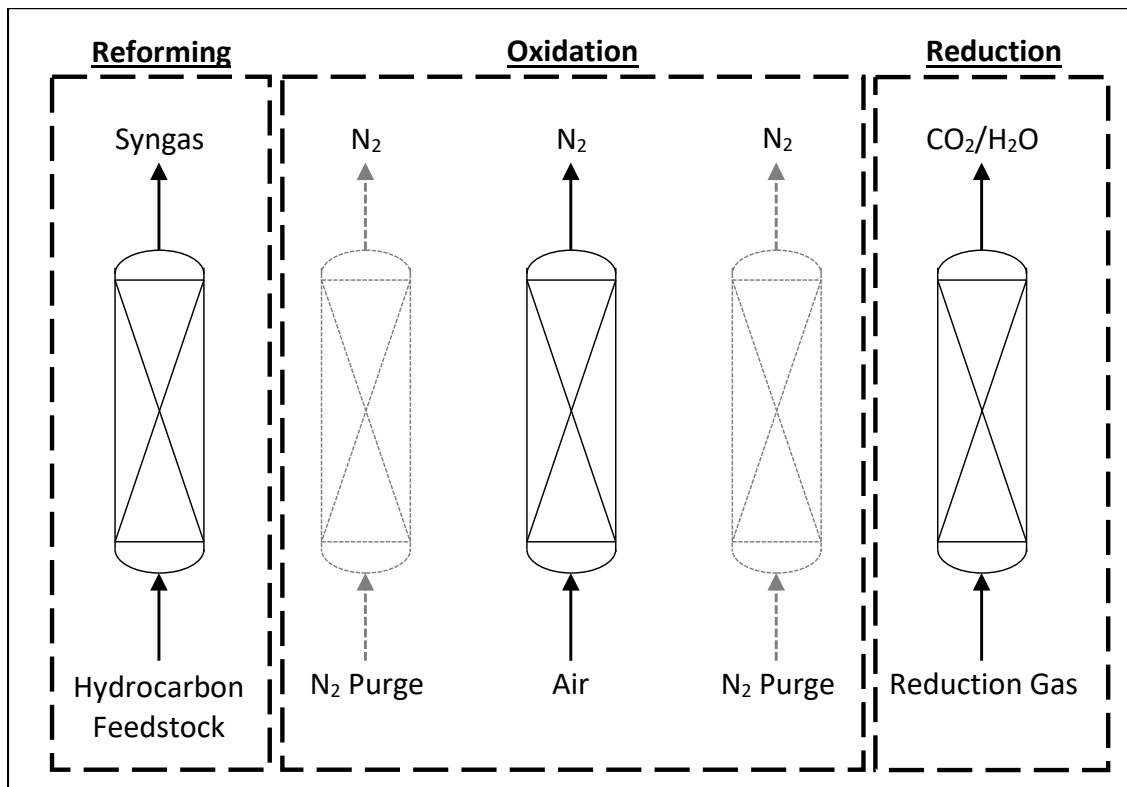 Reforming
Oxidation
Reduction
Syngas
N₂
N₂
N₂
CO₂/H₂O
Hydrocarbon
Feedstock
N₂ Purge
Air
N₂ Purge
Reduction Gas